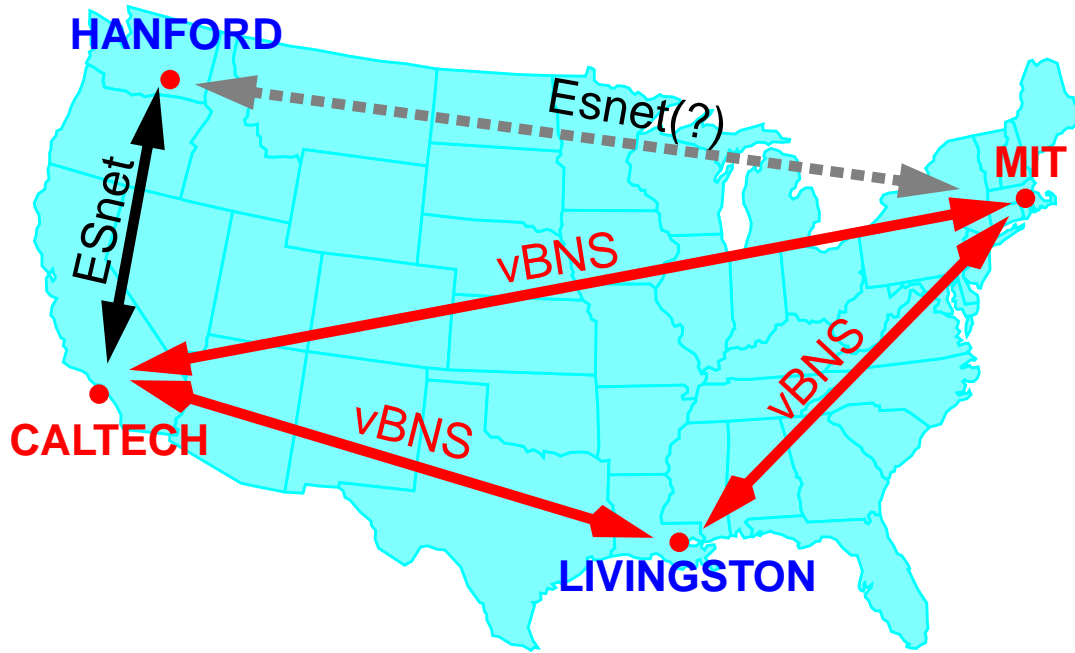 HANFORD
Esnet(?)
MIT
ESnet
vBNS
vBNS
vBNS
CALTECH
LIVINGSTON